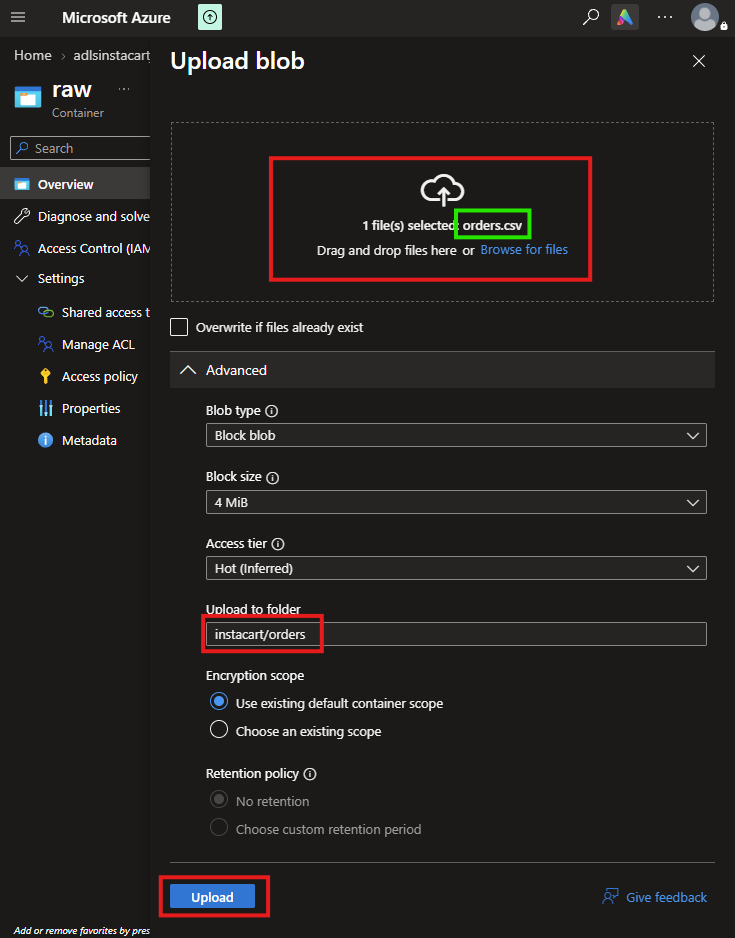 Microsoft Azure
Home > adlsinstacart
raw
Container
Search
Overview
Diagnose and solve
Access Control (IAM
Settings
Shared access t
Manage ACL
Access policy
Properties
Metadata
Add or remove favorites by pres
Upload blob
1 file(s) selected: orders.csv
Drag and drop files here or Browse for files
Overwrite if files already exist
Advanced
Blob type
Block blob
Block size
4 MiB
Access tier
Hot (Inferred)
Upload to folder
instacart/orders
Encryption scope
Use existing default container scope
Choose an existing scope
Retention policy
No retention
Choose custom retention period
Upload
Give feedback